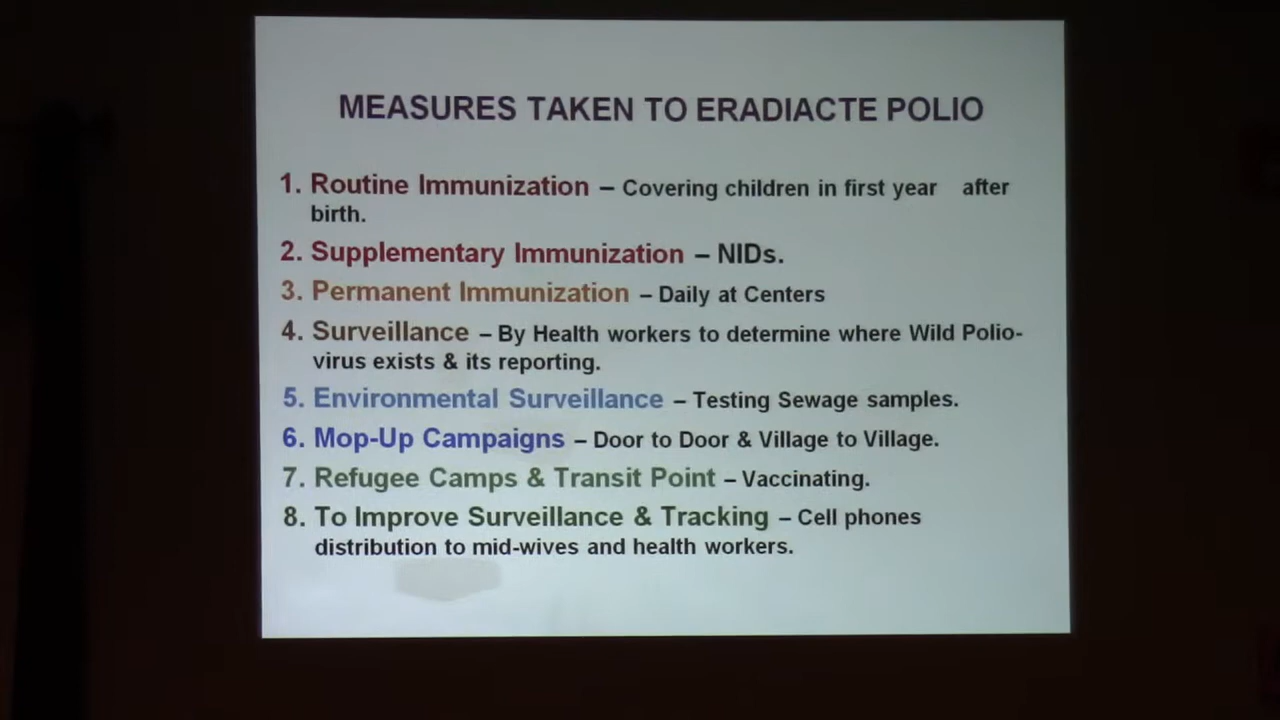 MEASURES TAKEN TO ERADIACTE POLIO
1. Routine Immunization – Covering children in first year after
birth.
2. Supplementary Immunization – NIDs.
3. Permanent Immunization – Daily at Centers
4. Surveillance – By Health workers to determine where Wild Polio-
virus exists & its reporting.
5. Environmental Surveillance – Testing Sewage samples.
6. Mop-Up Campaigns – Door to Door & Village to Village.
7. Refugee Camps & Transit Point – Vaccinating.
8. To Improve Surveillance & Tracking – Cell phones
distribution to mid-wives and health workers.